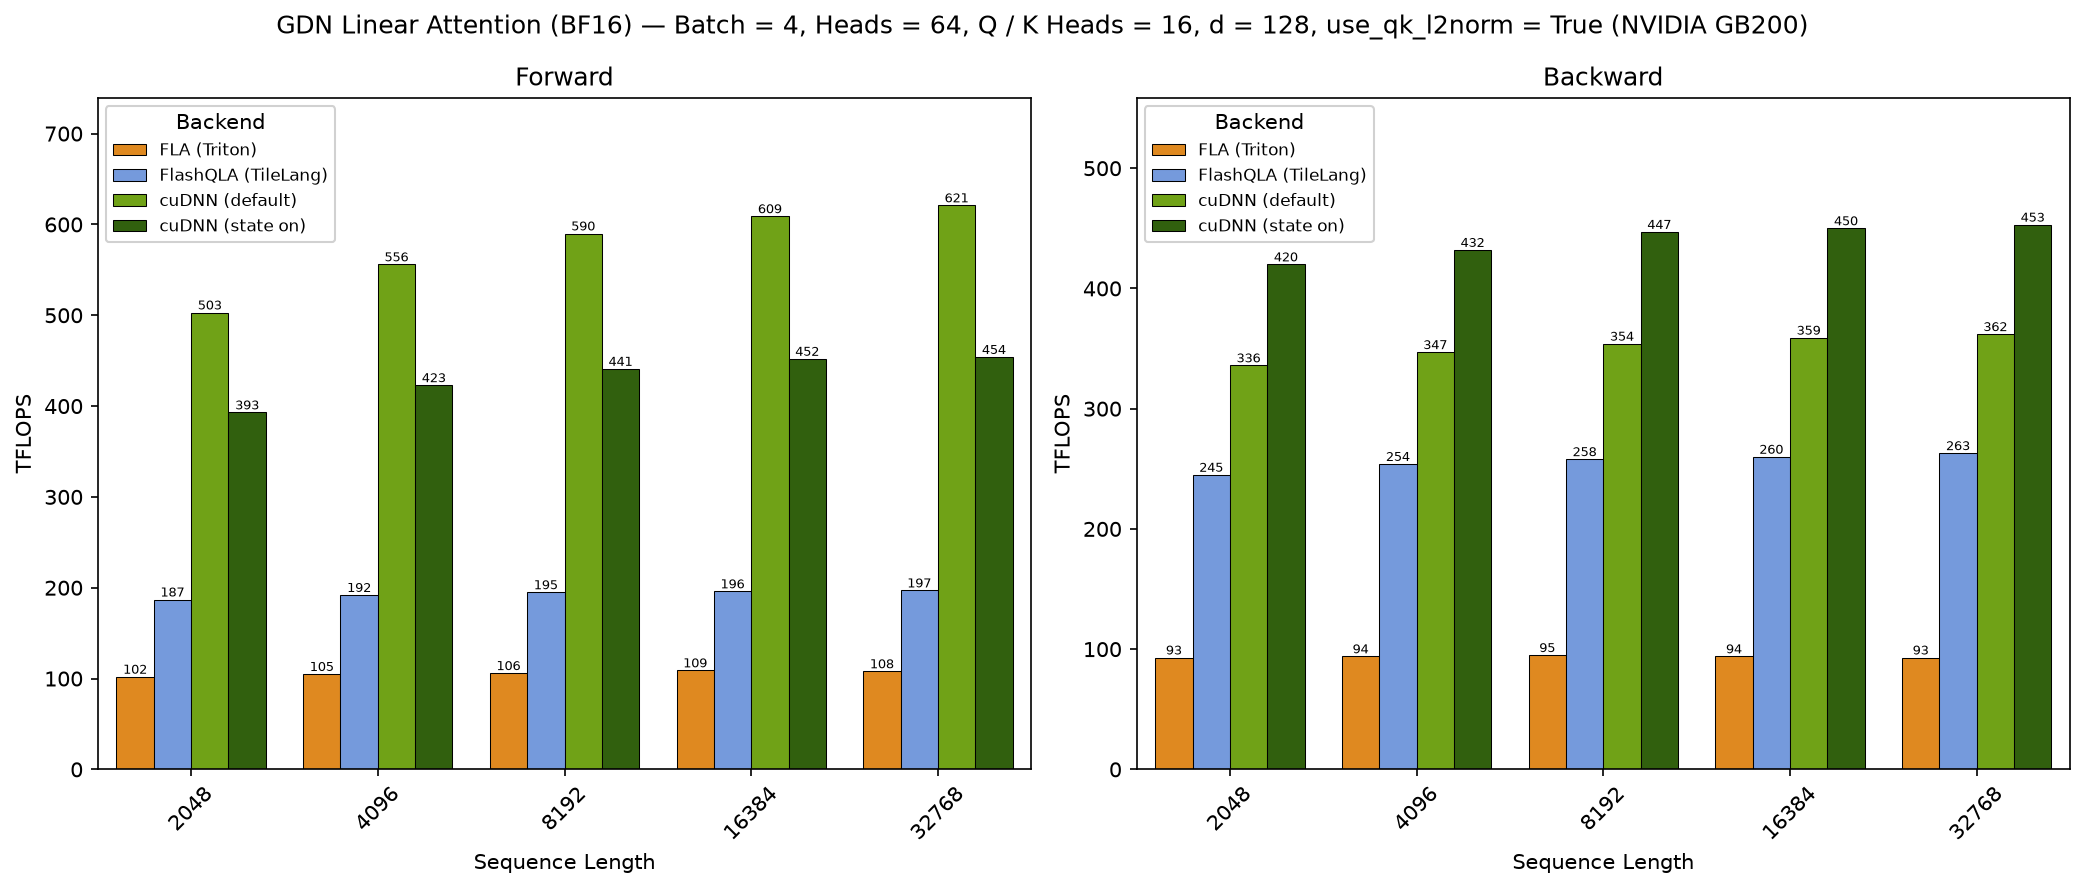 GDN Linear Attention (BF16) — Batch = 4, Heads = 64, Q / K Heads = 16, d = 128, use_qk_l2norm = True (NVIDIA GB200)
Forward
TFLOPS
700
600
500
400
300
200
100
0
Backend
FLA (Triton)
FlashQLA (TileLang)
cuDNN (default)
cuDNN (state on)
102 187 503 393
105 192 556 423
106 195 590 441
109 196 609 452
108 197 621 454
2048 4096 8192 16384 32768
Sequence Length
Backward
TFLOPS
500
400
300
200
100
0
Backend
FLA (Triton)
FlashQLA (TileLang)
cuDNN (default)
cuDNN (state on)
93 245 336 420
94 254 347 432
95 258 354 447
94 260 359 450
93 263 362 453
2048 4096 8192 16384 32768
Sequence Length